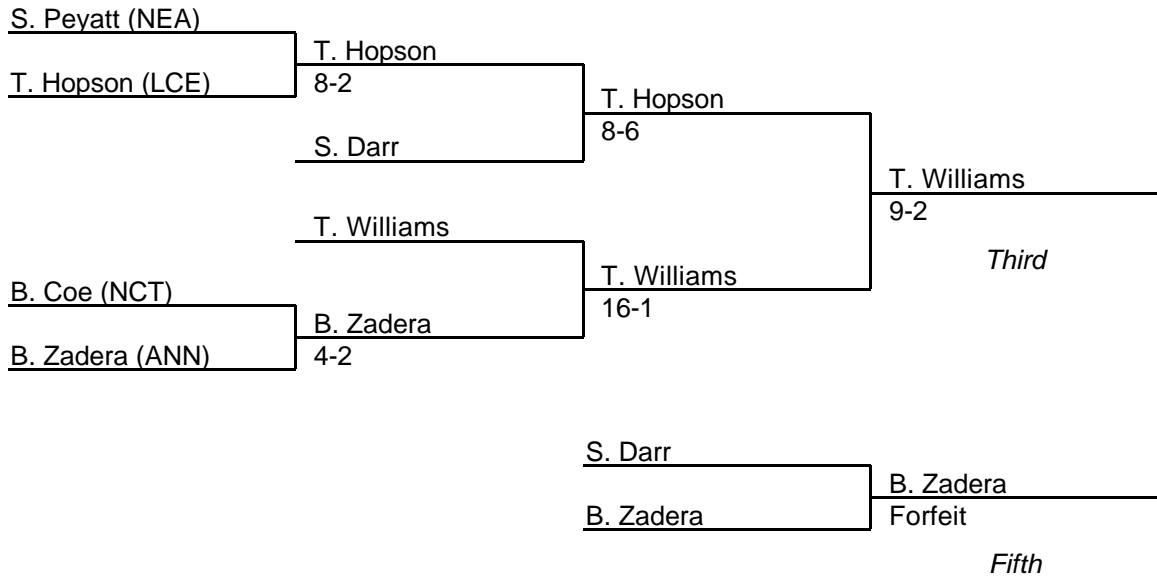 S. Peyatt (NEA)
T. Hopson
T. Hopson (LCE)
8-2
T. Hopson
8-6
S. Darr
T. Williams
9-2
T. Williams
Third
T. Williams
B. Coe (NCT)
16-1
B. Zadera
B. Zadera (ANN)
4-2
S. Darr
B. Zadera
B. Zadera
Forfeit
Fifth